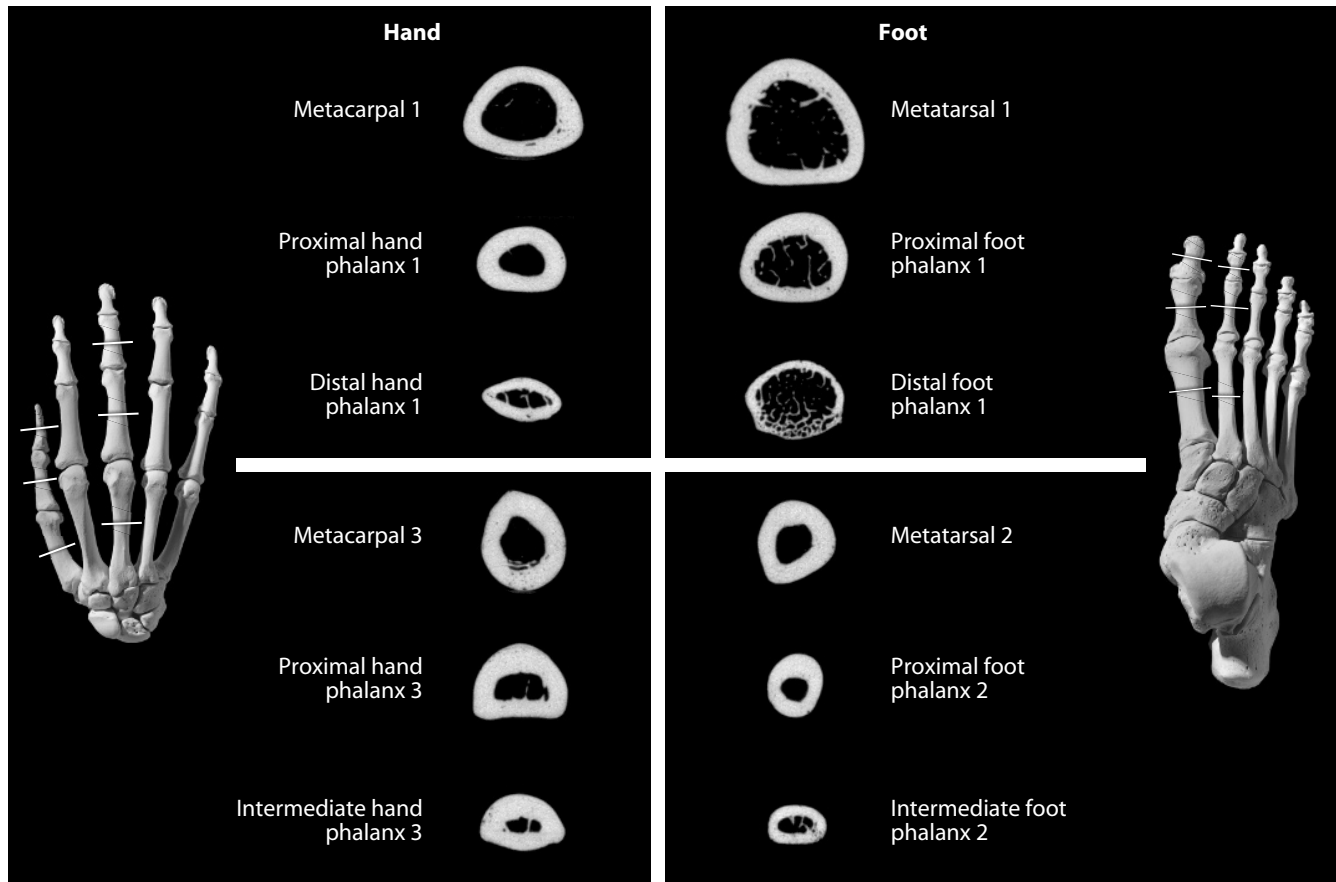 Hand
Metacarpal 1
Proximal hand
phalanx 1
Distal hand
phalanx 1
Metacarpal 3
Proximal hand
phalanx 3
Intermediate hand
phalanx 3
Foot
Metatarsal 1
Proximal foot
phalanx 1
Distal foot
phalanx 1
Metatarsal 2
Proximal foot
phalanx 2
Intermediate foot
phalanx 2